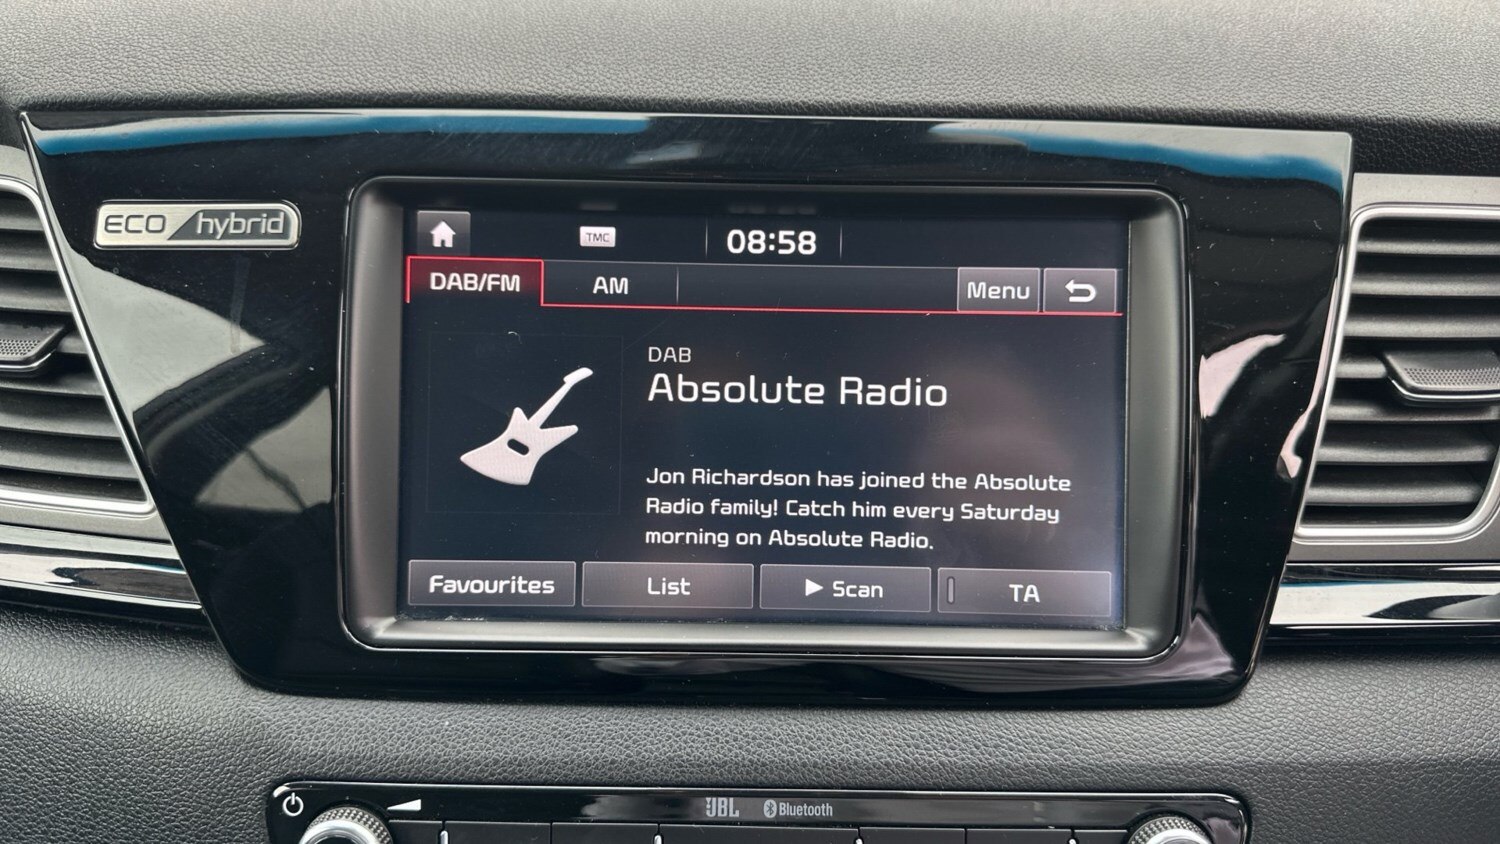 ECO hybrid
TMC
08:58
DAB/FM
AM
Menu
DAB
Absolute Radio
Jon Richardson has joined the Absolute
Radio family! Catch him every Saturday
morning on Absolute Radio.
Favourites
List
Scan
TA
JBL
Bluetooth